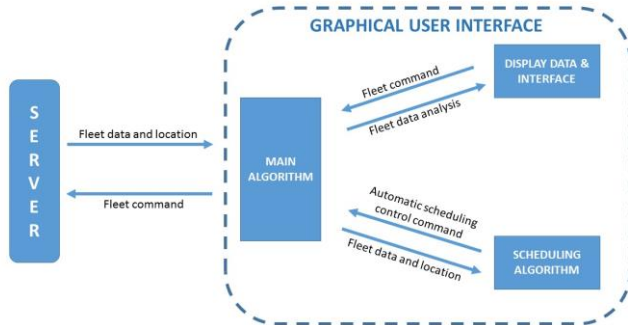 GRAPHICAL USER INTERFACE
SERVER
Fleet data and location
Fleet command
MAIN
ALGORITHM
Fleet command
Fleet data analysis
DISPLAY DATA &
INTERFACE
Automatic scheduling
control command
Fleet data and location
SCHEDULING
ALGORITHM